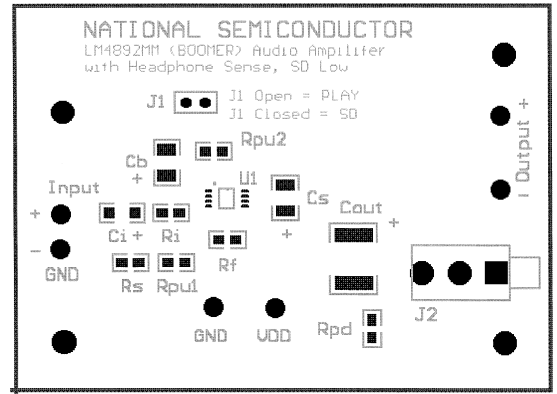 NATIONAL SEMICONDUCTOR
LM4892MM (BOOMER) Audio Ampilifer
with Headphone Sense, SD Low
J1
J1 Open = PLAY
J1 Closed = SD
Rpu2
Cb
+
U1
Output +
–
Input
+
–
GND
Ci +
Ri
Cs
+
Cout
+
Rf
Rs
Rpu1
GND
VDD
Rpd
J2